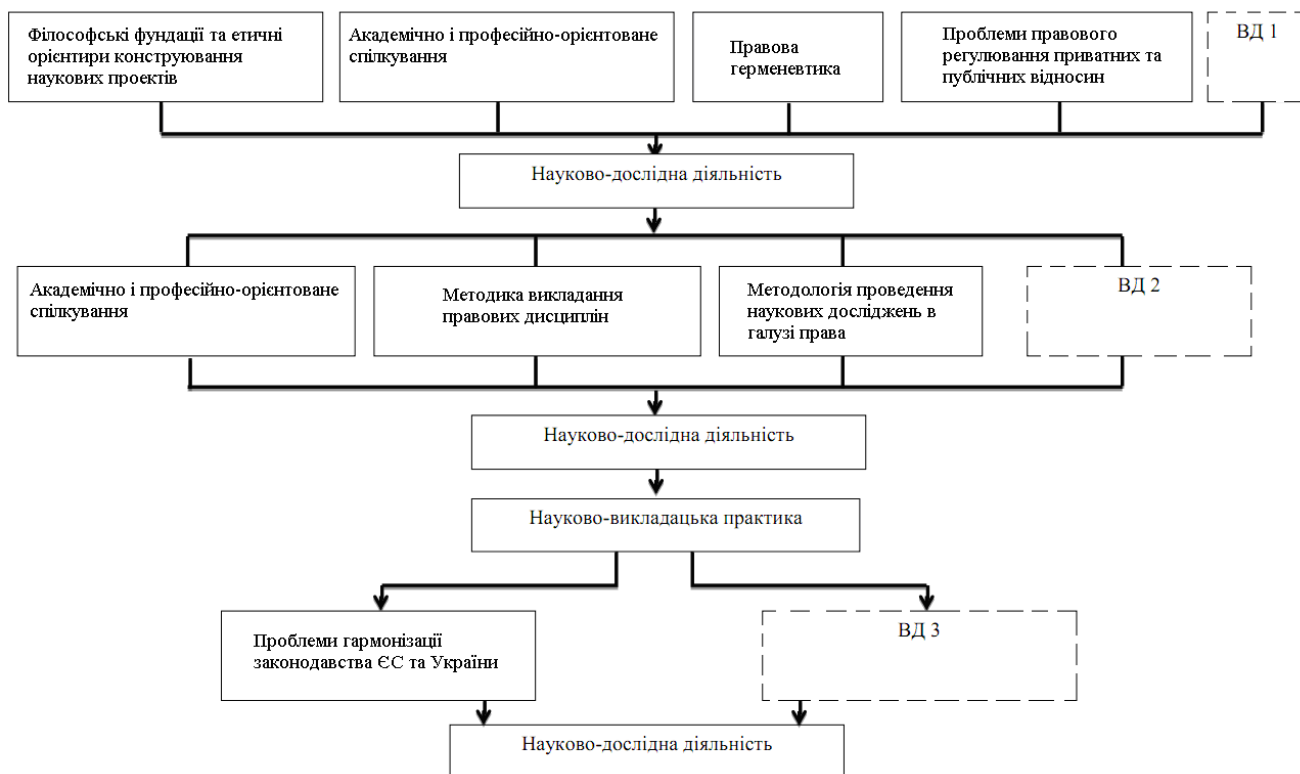 Філософські фундації та етичні
орієнтири конструювання
наукових проектів
Академічно і професійно-орієнтоване
спілкування
Правова
герменевтика
Проблеми правового
регулювання приватних та
публічних відносин
ВД 1
Науково-дослідна діяльність
Академічно і професійно-орієнтоване
спілкування
Методика викладання
правових дисциплін
Методологія проведення
наукових досліджень в
галузі права
ВД 2
Науково-дослідна діяльність
Науково-викладацька практика
Проблеми гармонізації
законодавства ЄС та України
ВД 3
Науково-дослідна діяльність